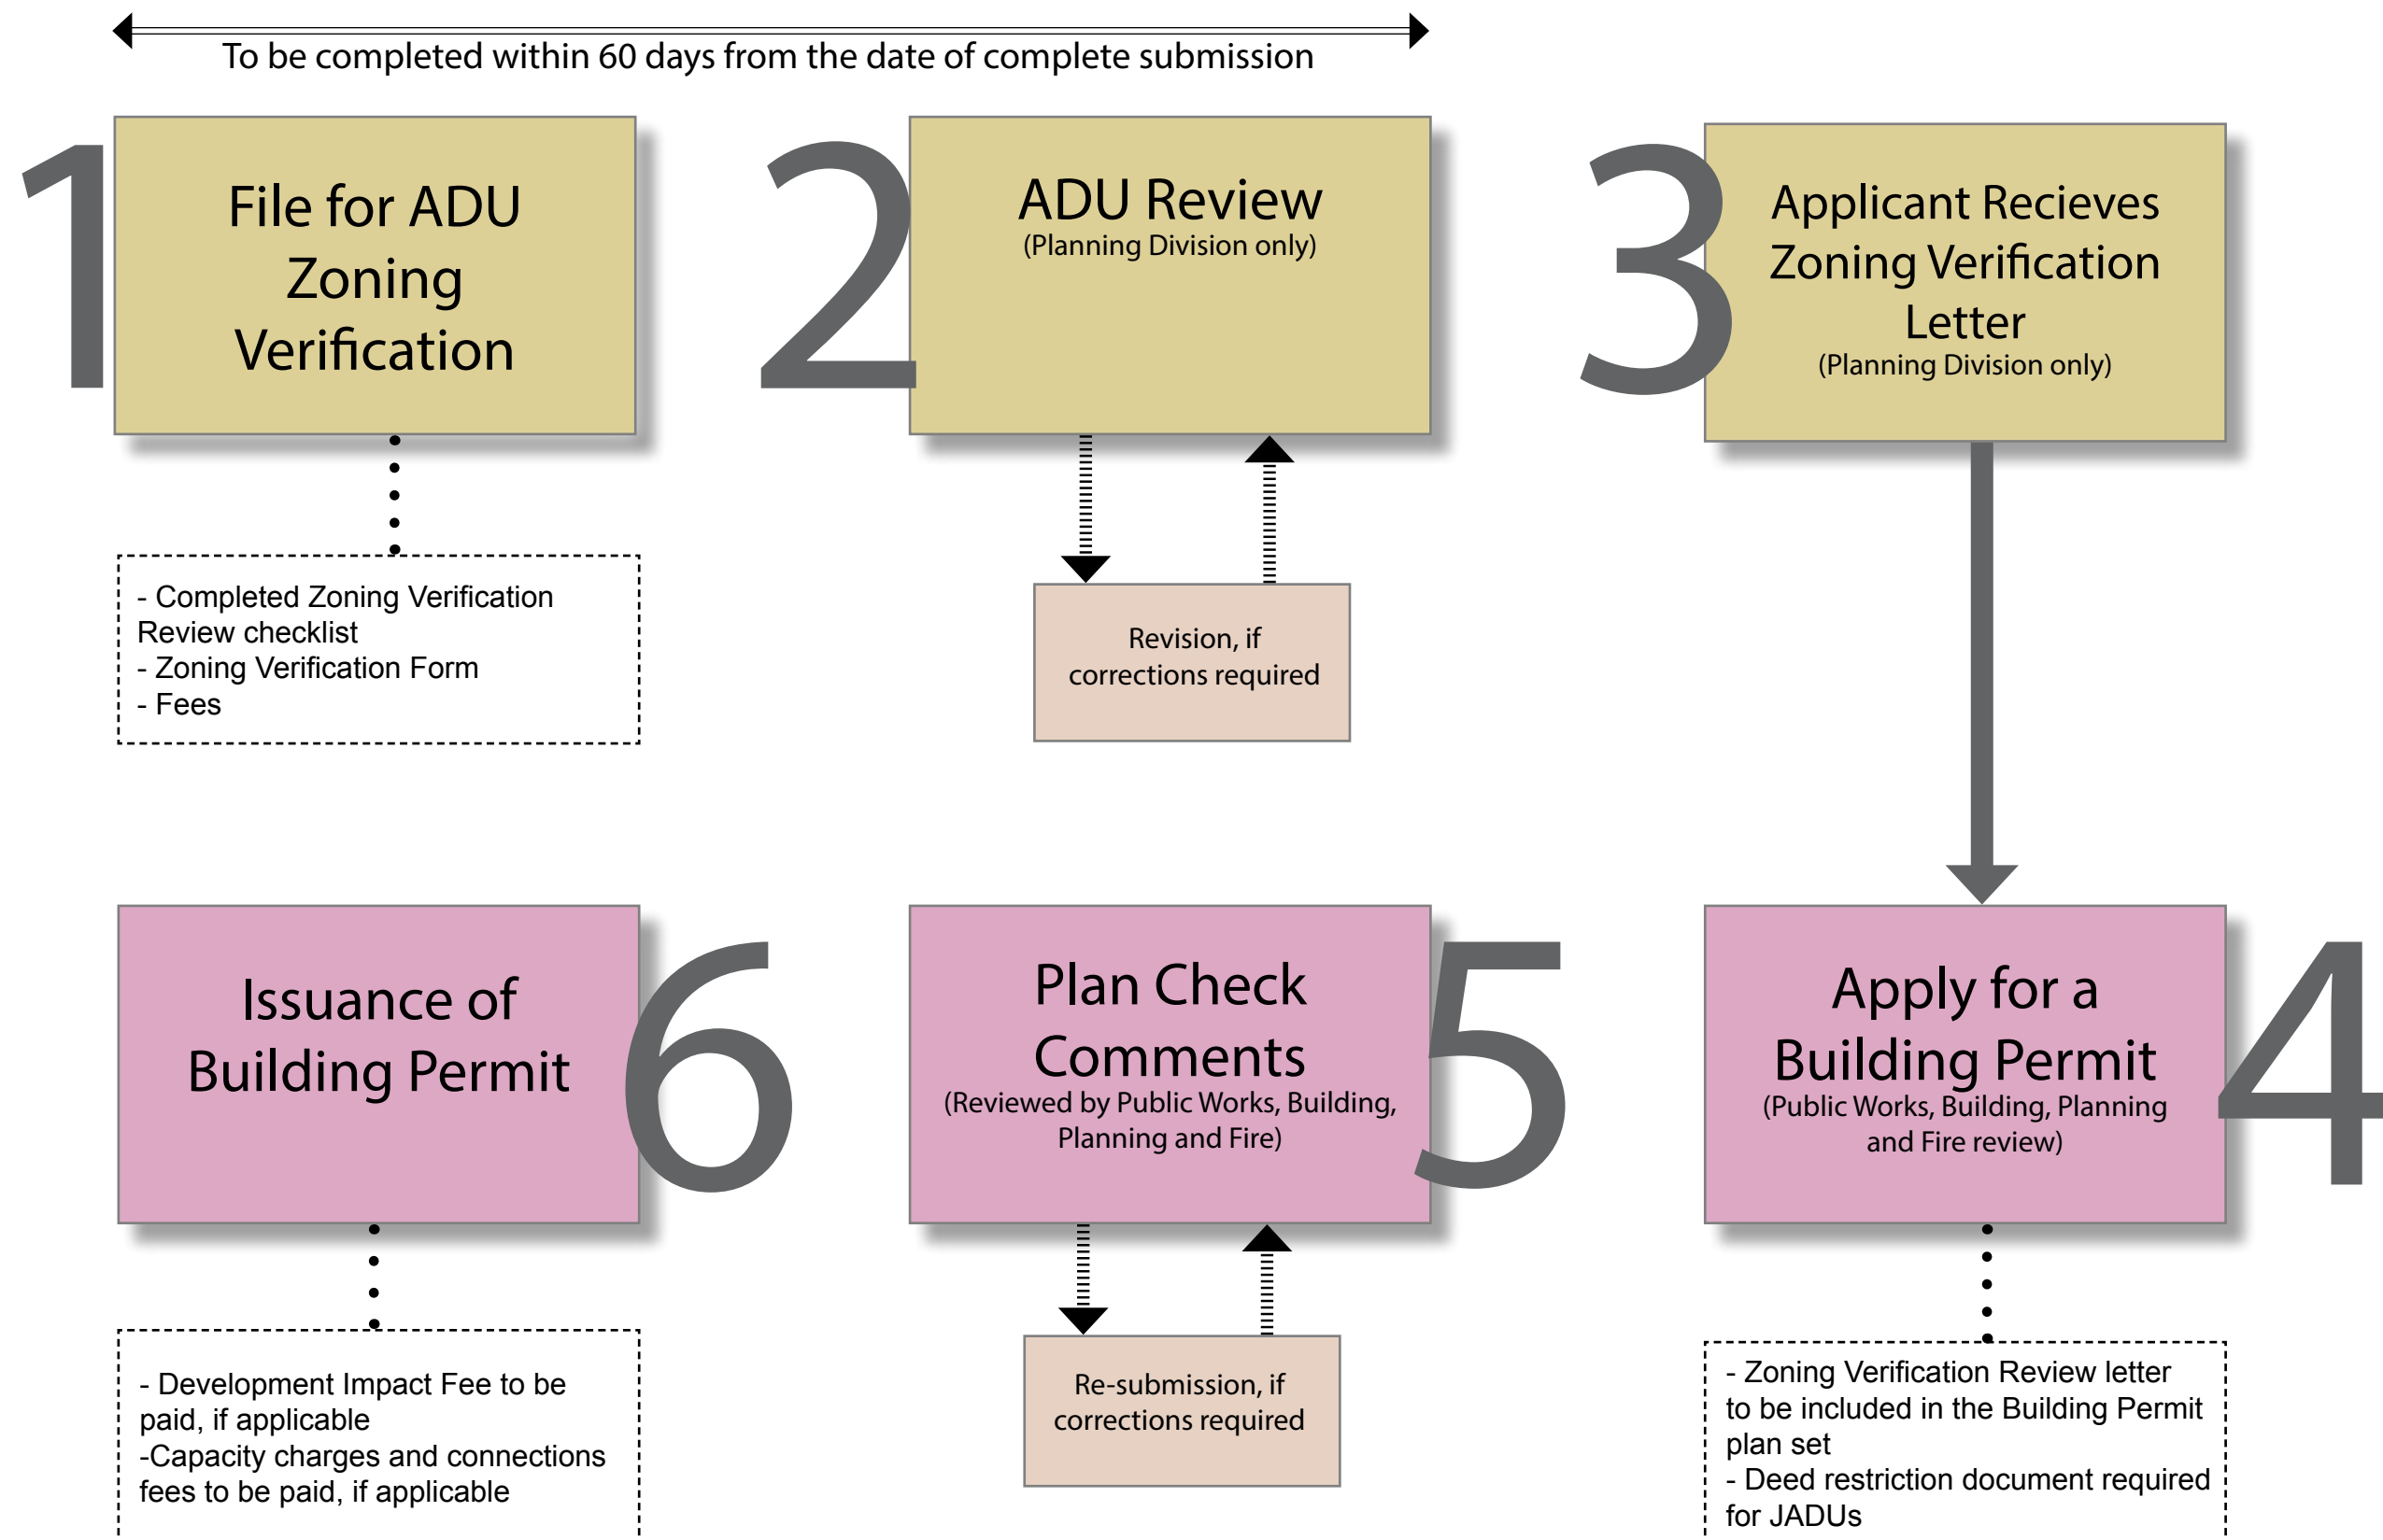 To be completed within 60 days from the date of complete submission
1
File for ADU
Zoning
Verification
- Completed Zoning Verification
Review checklist
- Zoning Verification Form
- Fees
2
ADU Review
(Planning Division only)
Revision, if
corrections required
3
Applicant Recieves
Zoning Verification
Letter
(Planning Division only)
4
Apply for a
Building Permit
(Public Works, Building, Planning
and Fire review)
- Zoning Verification Review letter
to be included in the Building Permit
plan set
- Deed restriction document required
for JADUs
5
Plan Check
Comments
(Reviewed by Public Works, Building,
Planning and Fire)
Re-submission, if
corrections required
6
Issuance of
Building Permit
- Development Impact Fee to be
paid, if applicable
-Capacity charges and connections
fees to be paid, if applicable